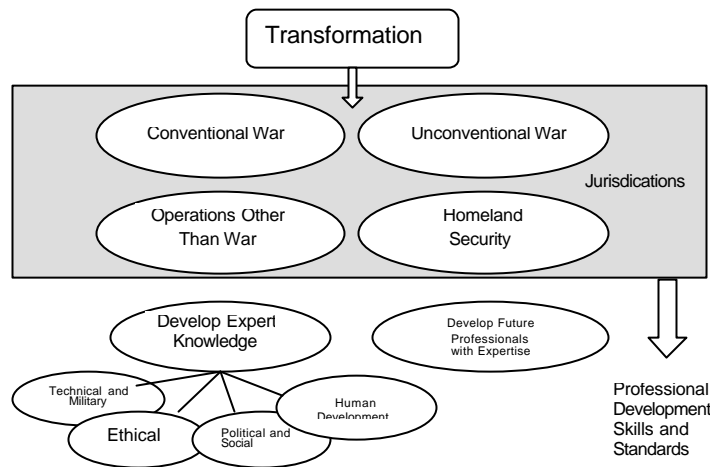 Transformation
Conventional War
Unconventional War
Jurisdications
Operations Other
Than War
Homeland
Security
Develop Expert
Knowledge
Develop Future
Professionals
with Expertise
Technical and
Military
Ethical
Political and
Social
Human
Development
Professional
Development
Skills and
Standards